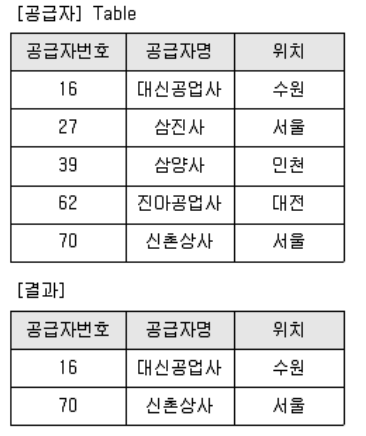 [공급자] Table
공급자번호 공급자명 위치
16 대신공업사 수원
27 삼진사 서울
39 삼양사 인천
62 진아공업사 대전
70 신촌상사 서울
[결과]
공급자번호 공급자명 위치
16 대신공업사 수원
70 신촌상사 서울